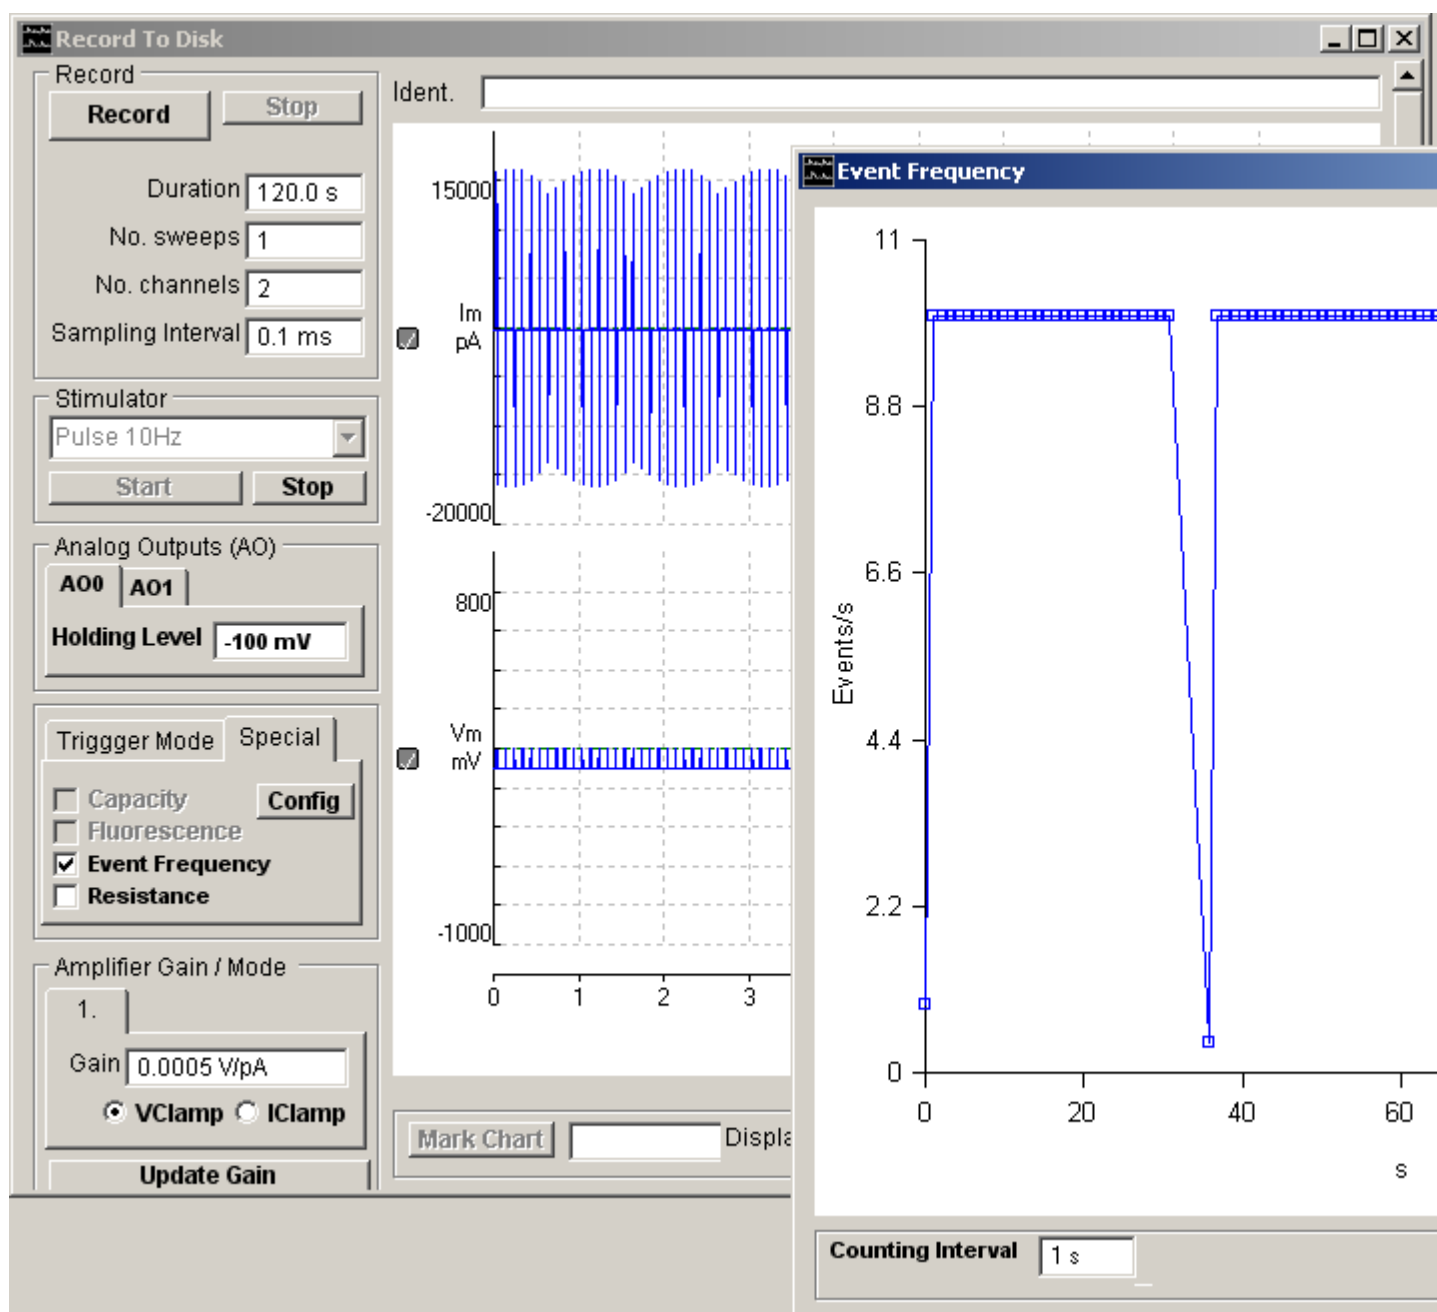 Record To Disk
Record
Record
Stop
Duration 120.0 s
No. sweeps 1
No. channels 2
Sampling Interval 0.1 ms
Stimulator
Pulse 10Hz
Start
Stop
Analog Outputs (AO)
AO0 AO1
Holding Level -100 mV
Triggger Mode Special
Capacity
Config
Fluorescence
Event Frequency
Resistance
Amplifier Gain / Mode
1.
Gain 0.0005 V/pA
VClamp IClamp
Update Gain
Ident.
15000
Im
pA
-20000
800
Vm
mV
-1000
0 1 2 3
Mark Chart
Displa
Event Frequency
11
8.8
6.6
Events/s
4.4
2.2
0
0 20 40 60
s
Counting Interval 1 s